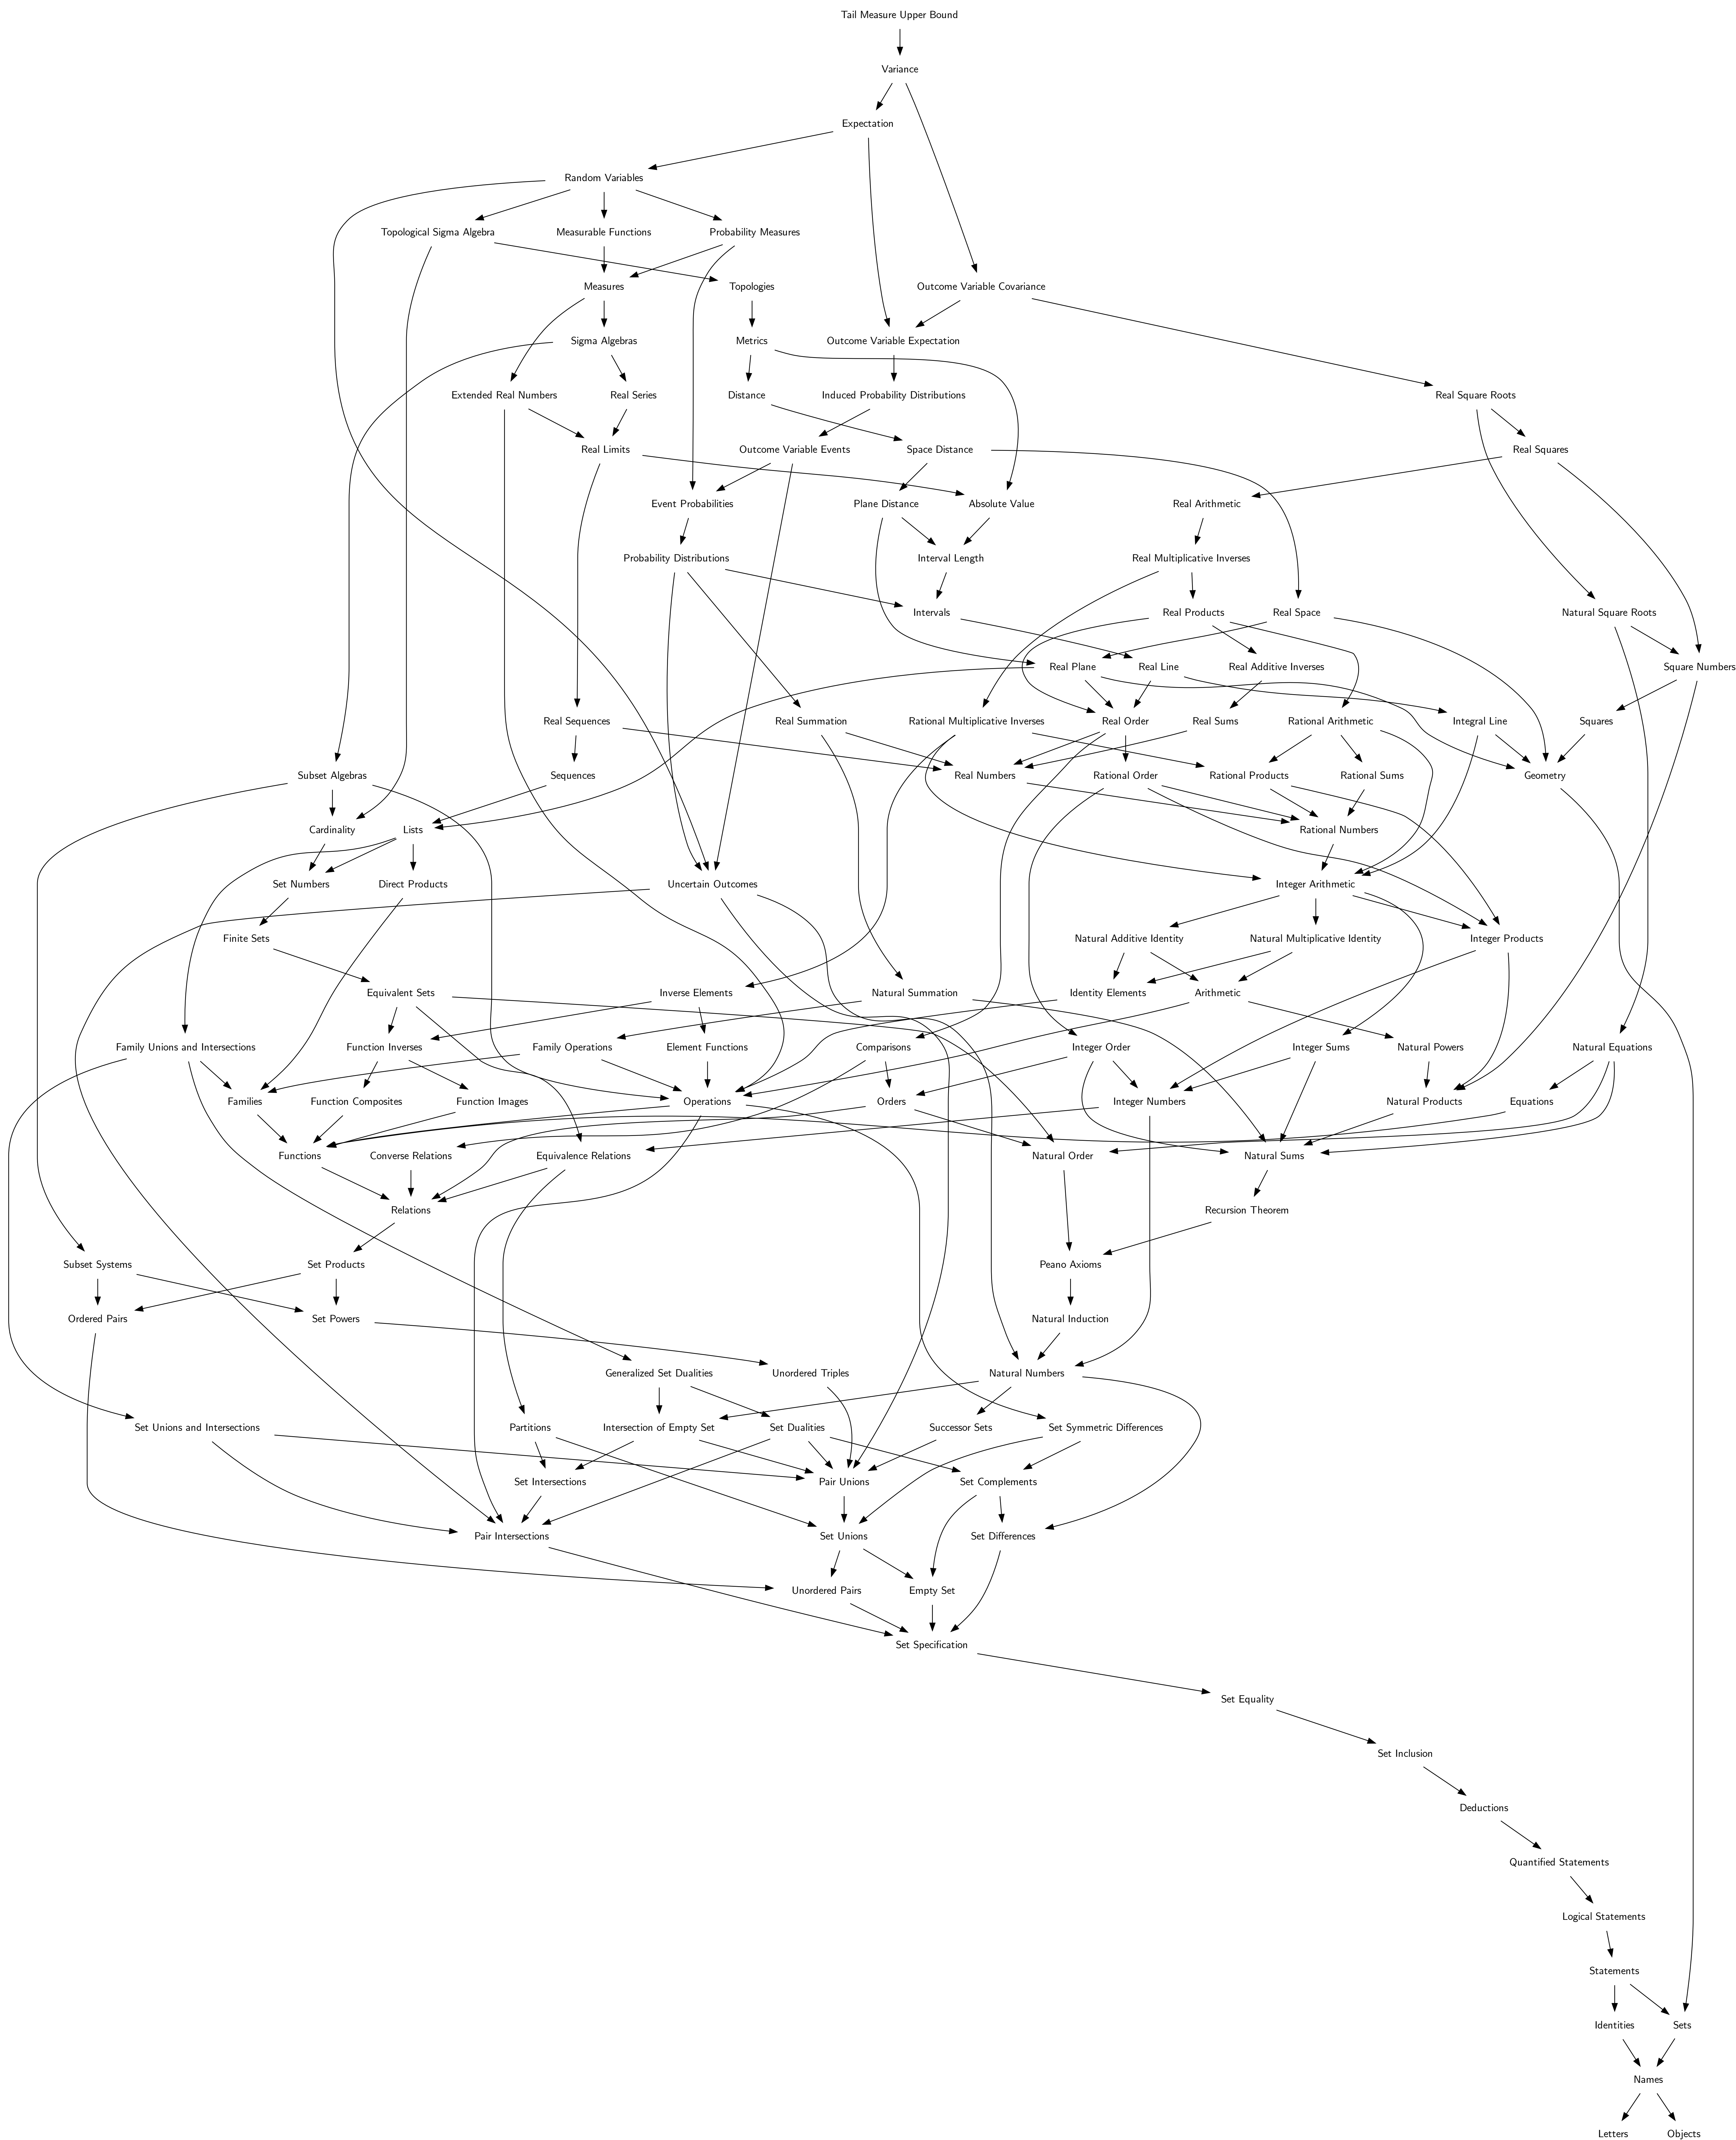 Tail Measure Upper Bound
Variance
Expectation
Random Variables
Topological Sigma Algebra
Measurable Functions
Probability Measures
Measures
Topologies
Outcome Variable Covariance
Sigma Algebras
Metrics
Outcome Variable Expectation
Extended Real Numbers
Real Series
Distance
Induced Probability Distributions
Real Square Roots
Real Limits
Outcome Variable Events
Space Distance
Real Squares
Event Probabilities
Plane Distance
Absolute Value
Real Arithmetic
Probability Distributions
Interval Length
Real Multiplicative Inverses
Intervals
Real Products
Real Space
Natural Square Roots
Real Plane
Real Line
Real Additive Inverses
Square Numbers
Real Sequences
Real Summation
Rational Multiplicative Inverses
Real Order
Real Sums
Rational Arithmetic
Integral Line
Squares
Subset Algebras
Sequences
Real Numbers
Rational Order
Rational Products
Rational Sums
Geometry
Cardinality
Lists
Rational Numbers
Set Numbers
Direct Products
Uncertain Outcomes
Integer Arithmetic
Finite Sets
Natural Additive Identity
Natural Multiplicative Identity
Integer Products
Equivalent Sets
Inverse Elements
Natural Summation
Identity Elements
Arithmetic
Family Unions and Intersections
Function Inverses
Family Operations
Element Functions
Comparisons
Integer Order
Integer Sums
Natural Powers
Natural Equations
Families
Function Composites
Function Images
Operations
Orders
Integer Numbers
Natural Products
Equations
Functions
Converse Relations
Equivalence Relations
Natural Order
Natural Sums
Relations
Recursion Theorem
Subset Systems
Set Products
Peano Axioms
Ordered Pairs
Set Powers
Natural Induction
Generalized Set Dualities
Unordered Triples
Natural Numbers
Set Unions and Intersections
Partitions
Intersection of Empty Set
Set Dualities
Successor Sets
Set Symmetric Differences
Set Intersections
Pair Unions
Set Complements
Pair Intersections
Set Unions
Set Differences
Unordered Pairs
Empty Set
Set Specification
Set Equality
Set Inclusion
Deductions
Quantified Statements
Logical Statements
Statements
Identities
Sets
Names
Letters
Objects